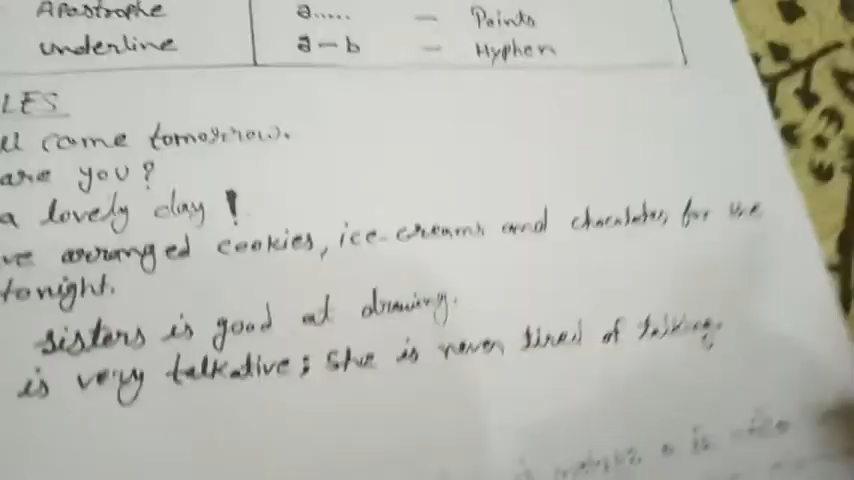 Apostrophe a..... — Points
underline a-b — Hyphen
LES
ll come tomorrow.
are you?
a lovely day !
ve arranged cookies, ice-creams and chocolates for we
tonight.
sisters is good at drawing.
is very talkative; She is never tired of talking.